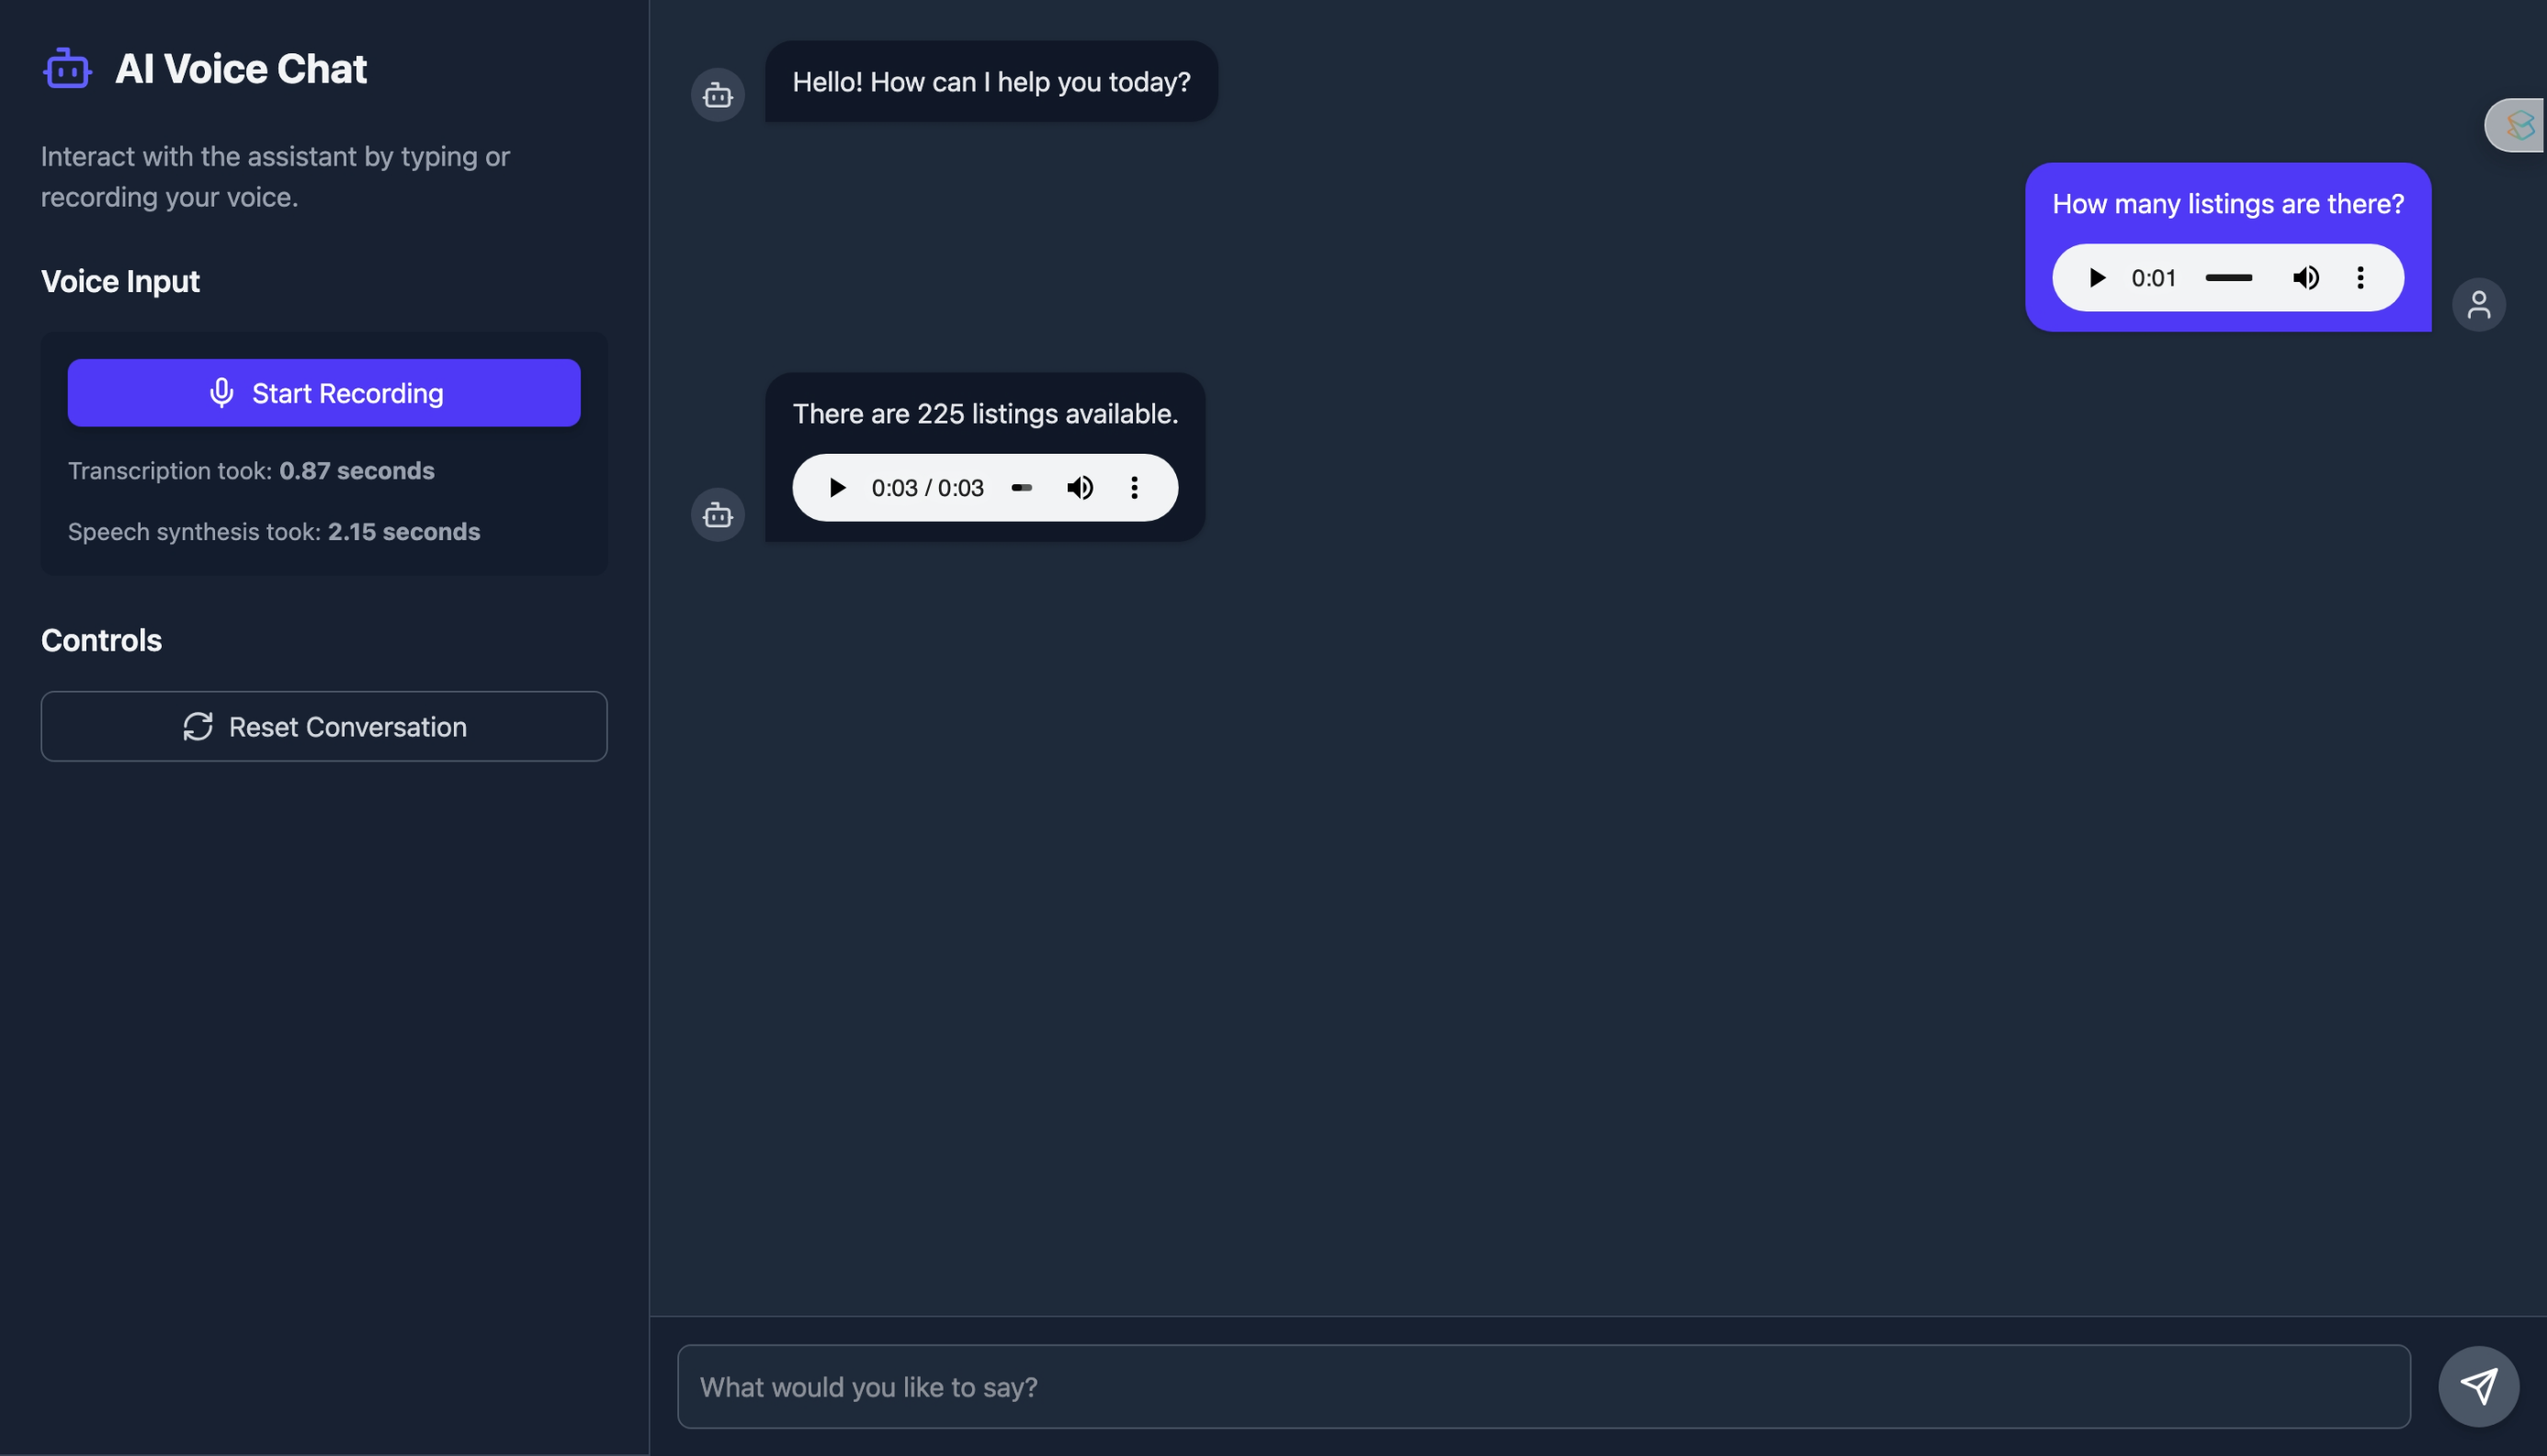 AI Voice Chat
Interact with the assistant by typing or
recording your voice.
Voice Input
Start Recording
Transcription took: 0.87 seconds
Speech synthesis took: 2.15 seconds
Controls
Reset Conversation
Hello! How can I help you today?
How many listings are there?
0:01
There are 225 listings available.
0:03 / 0:03
What would you like to say?